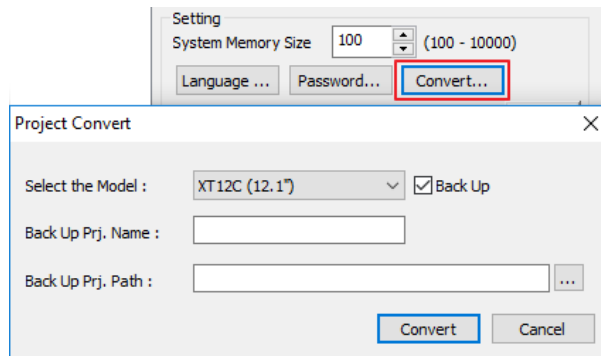 Setting
System Memory Size 100 (100 - 10000)
Language ... Password... Convert...
Project Convert
Select the Model : XT12C (12.1") Back Up
Back Up Prj. Name :
Back Up Prj. Path : ...
Convert Cancel